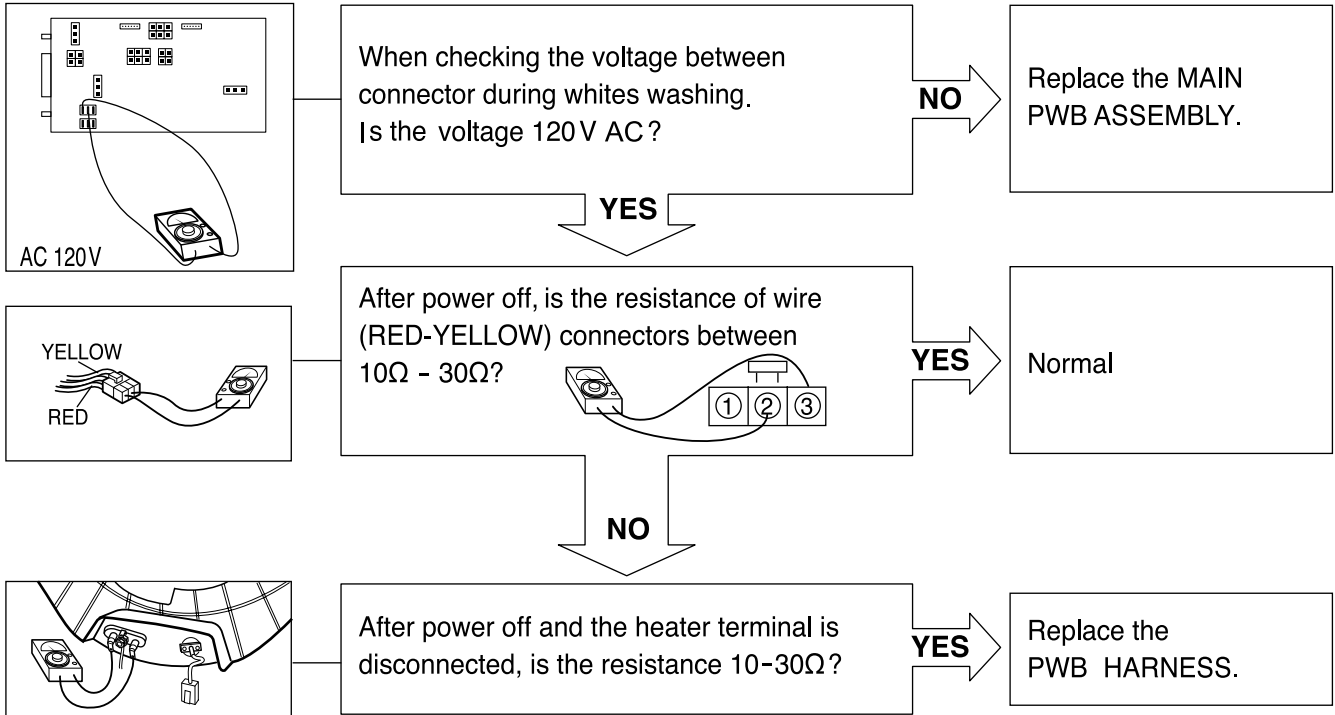 AC 120V
When checking the voltage between
connector during whites washing.
Is the voltage 120V AC?
NO
Replace the MAIN
PWB ASSEMBLY.
YES
YELLOW
RED
After power off, is the resistance of wire
(RED-YELLOW) connectors between
10Ω - 30Ω?
① ② ③
YES
Normal
NO
After power off and the heater terminal is
disconnected, is the resistance 10-30Ω?
YES
Replace the
PWB HARNESS.